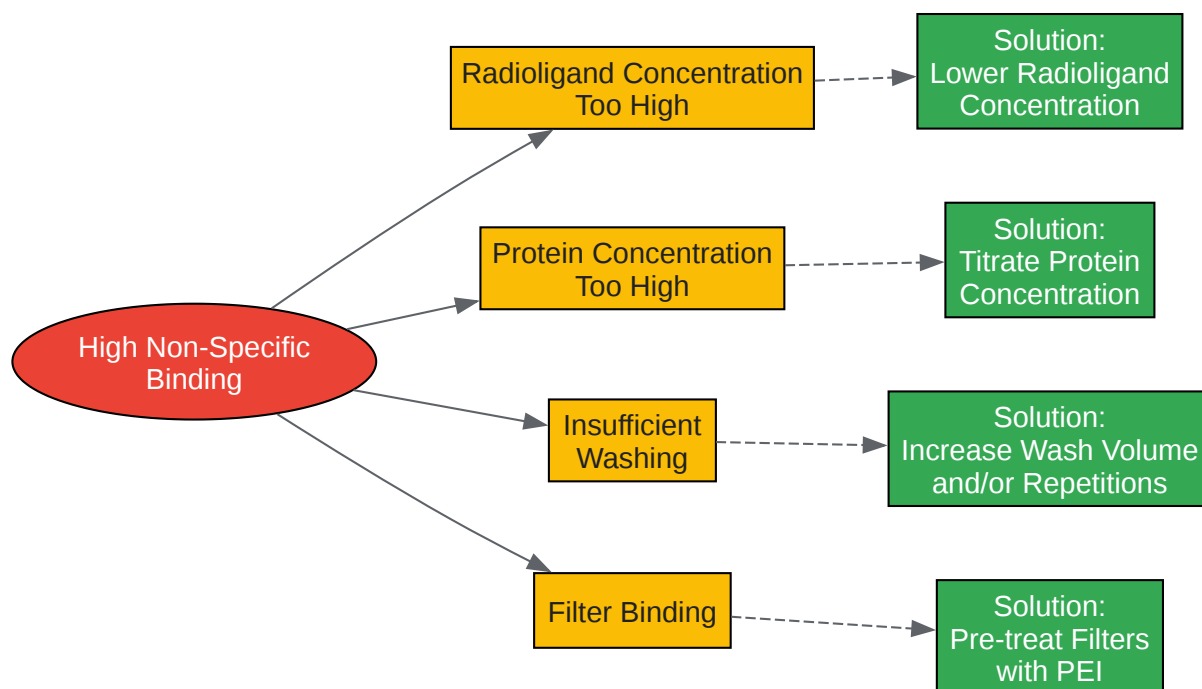 High Non-Specific
Binding
Radioligand Concentration
Too High
Solution:
Lower Radioligand
Concentration
Protein Concentration
Too High
Solution:
Titrate Protein
Concentration
Insufficient
Washing
Solution:
Increase Wash Volume
and/or Repetitions
Filter Binding
Solution:
Pre-treat Filters
with PEI